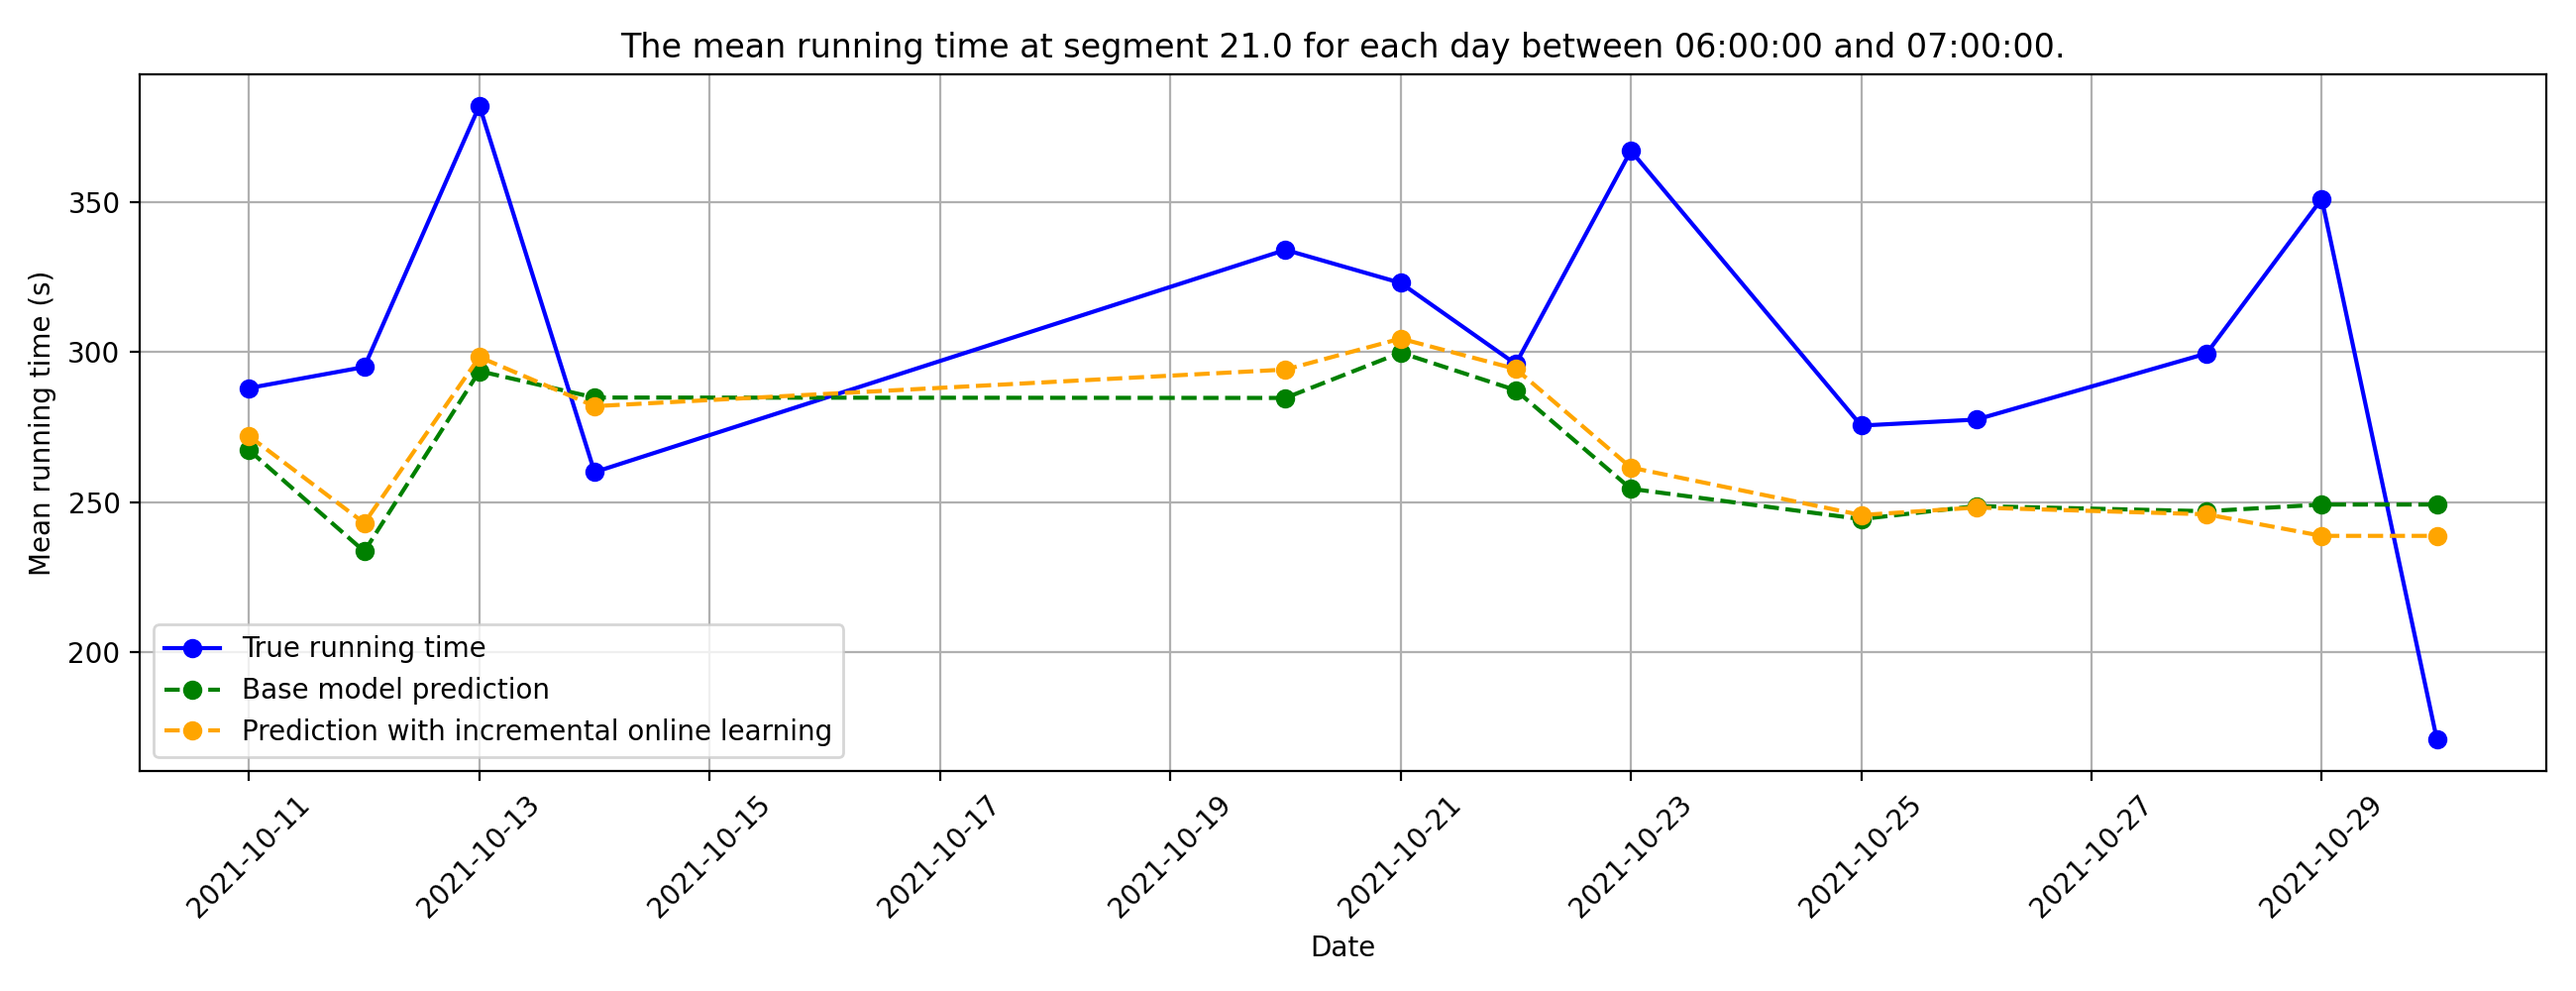 The mean running time at segment 21.0 for each day between 06:00:00 and 07:00:00.
Mean running time (s)
350
300
250
200
True running time
Base model prediction
Prediction with incremental online learning
2021-10-11
2021-10-13
2021-10-15
2021-10-17
2021-10-19
2021-10-21
2021-10-23
2021-10-25
2021-10-27
2021-10-29
Date